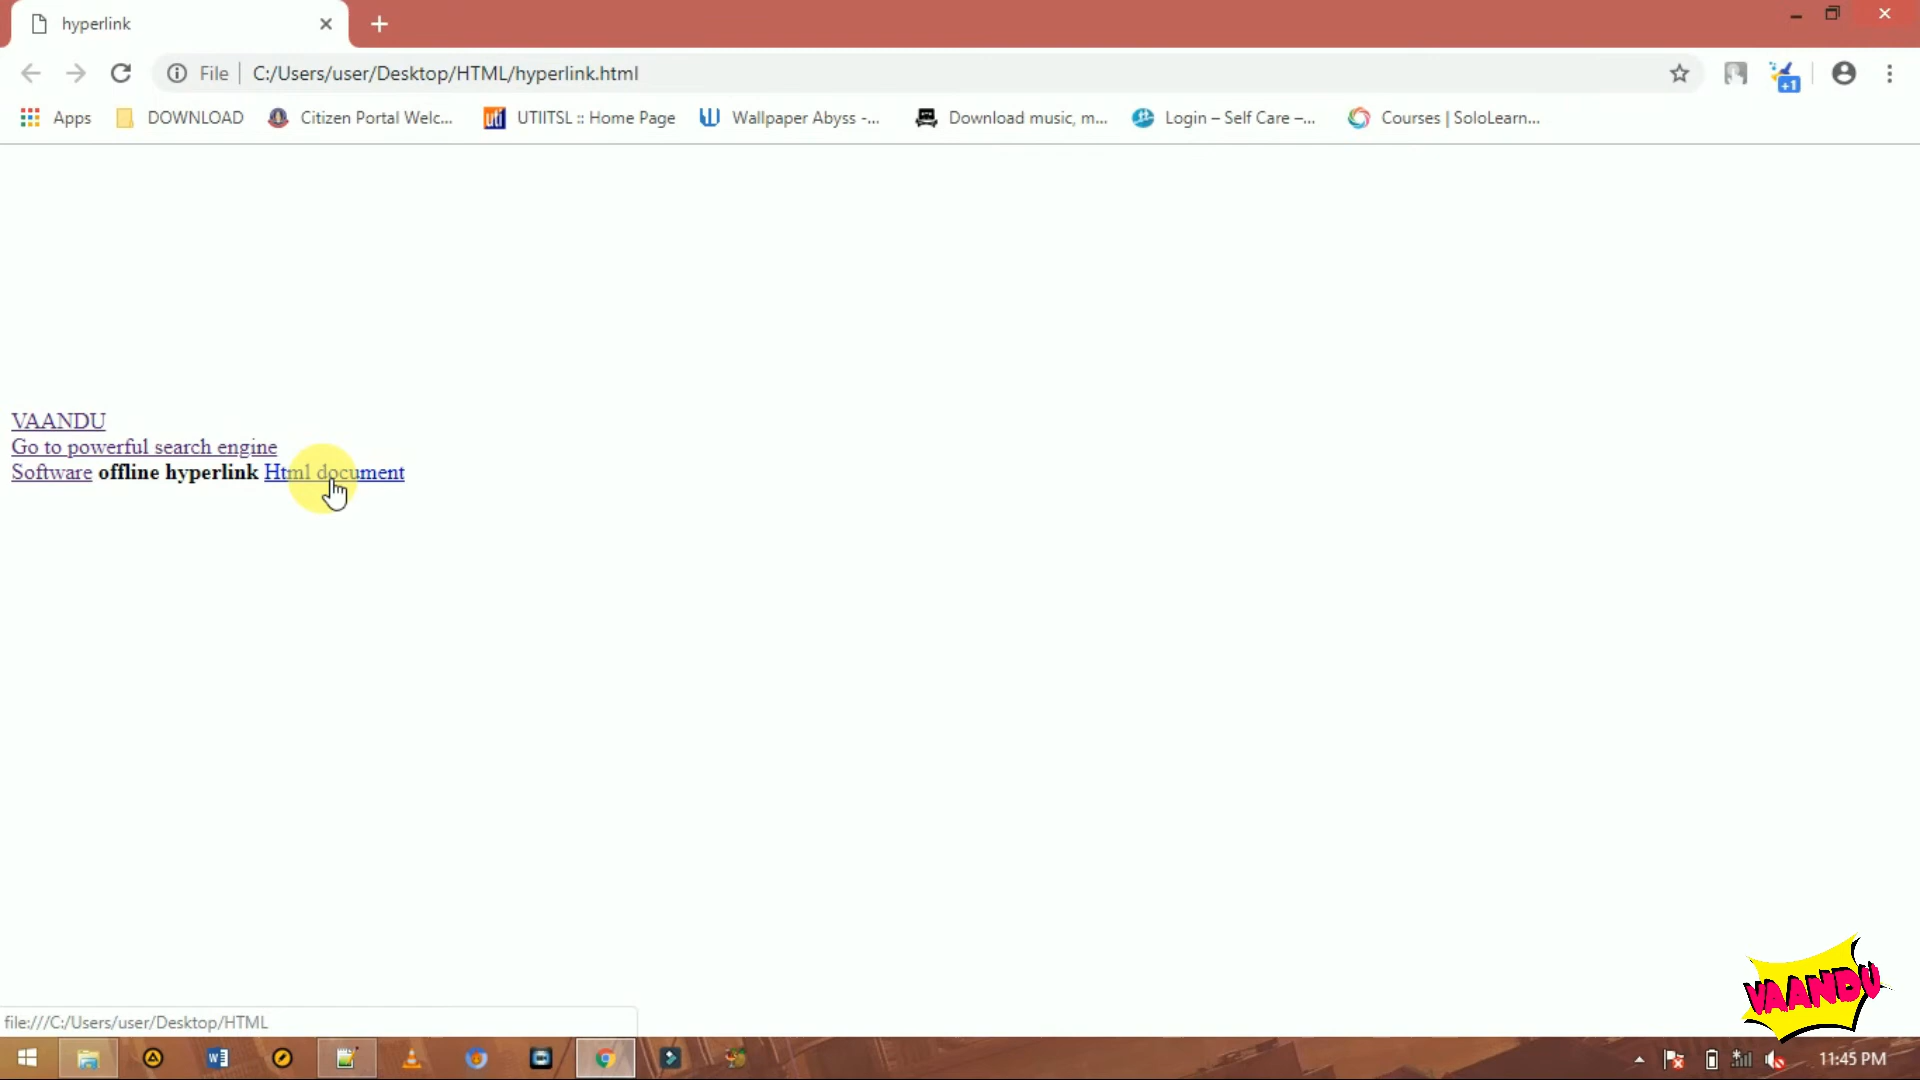 hyperlink
File C:/Users/user/Desktop/HTML/hyperlink.html
+1
Apps DOWNLOAD Citizen Portal Welc... UTIITSL :: Home Page Wallpaper Abyss -... Download music, m... Login – Self Care –... Courses | SoloLearn...
uti
VAANDU
Go to powerful search engine
Software offline hyperlink Html document
VAANDU
file:///C:/Users/user/Desktop/HTML
11:45 PM